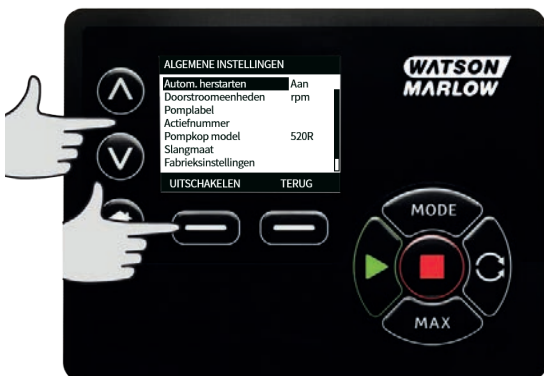 ALGEMENE INSTELLINGEN
Autom. herstarten Aan
Doorstroomeenheden rpm
Pomplabel
Actiefnummer
Pompkop model 520R
Slangmaat
Fabrieksinstellingen
UITSCHAKELEN TERUG
WATSON
MARLOW
MODE
MAX